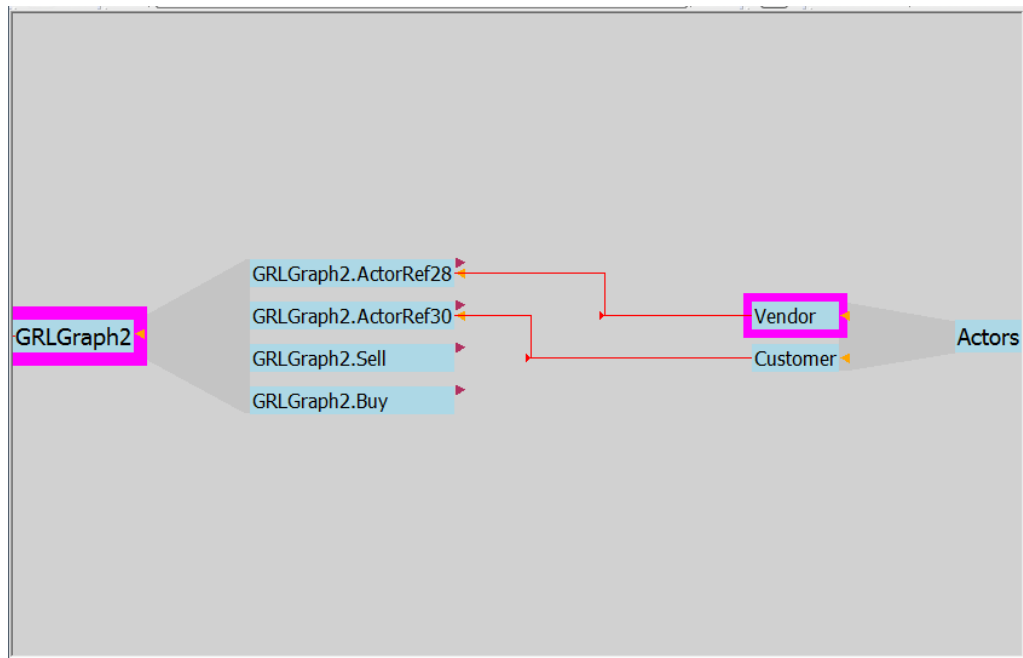 GRLGraph2
GRLGraph2.ActorRef28
GRLGraph2.ActorRef30
GRLGraph2.Sell
GRLGraph2.Buy
Vendor
Customer
Actors